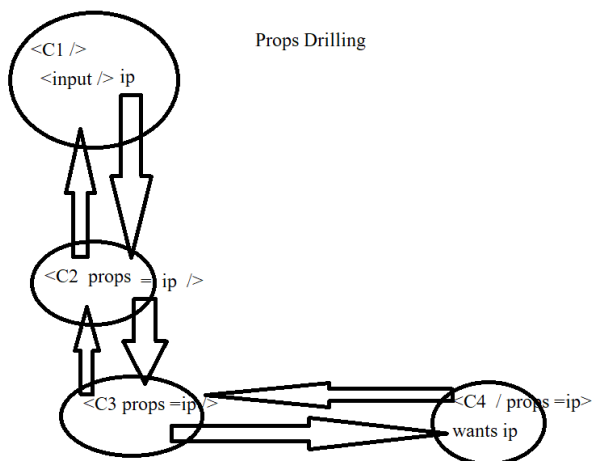 Props Drilling
<C1 />
<input /> ip
<C2 props = ip />
<C3 props =ip />
<C4 / props =ip>
wants ip